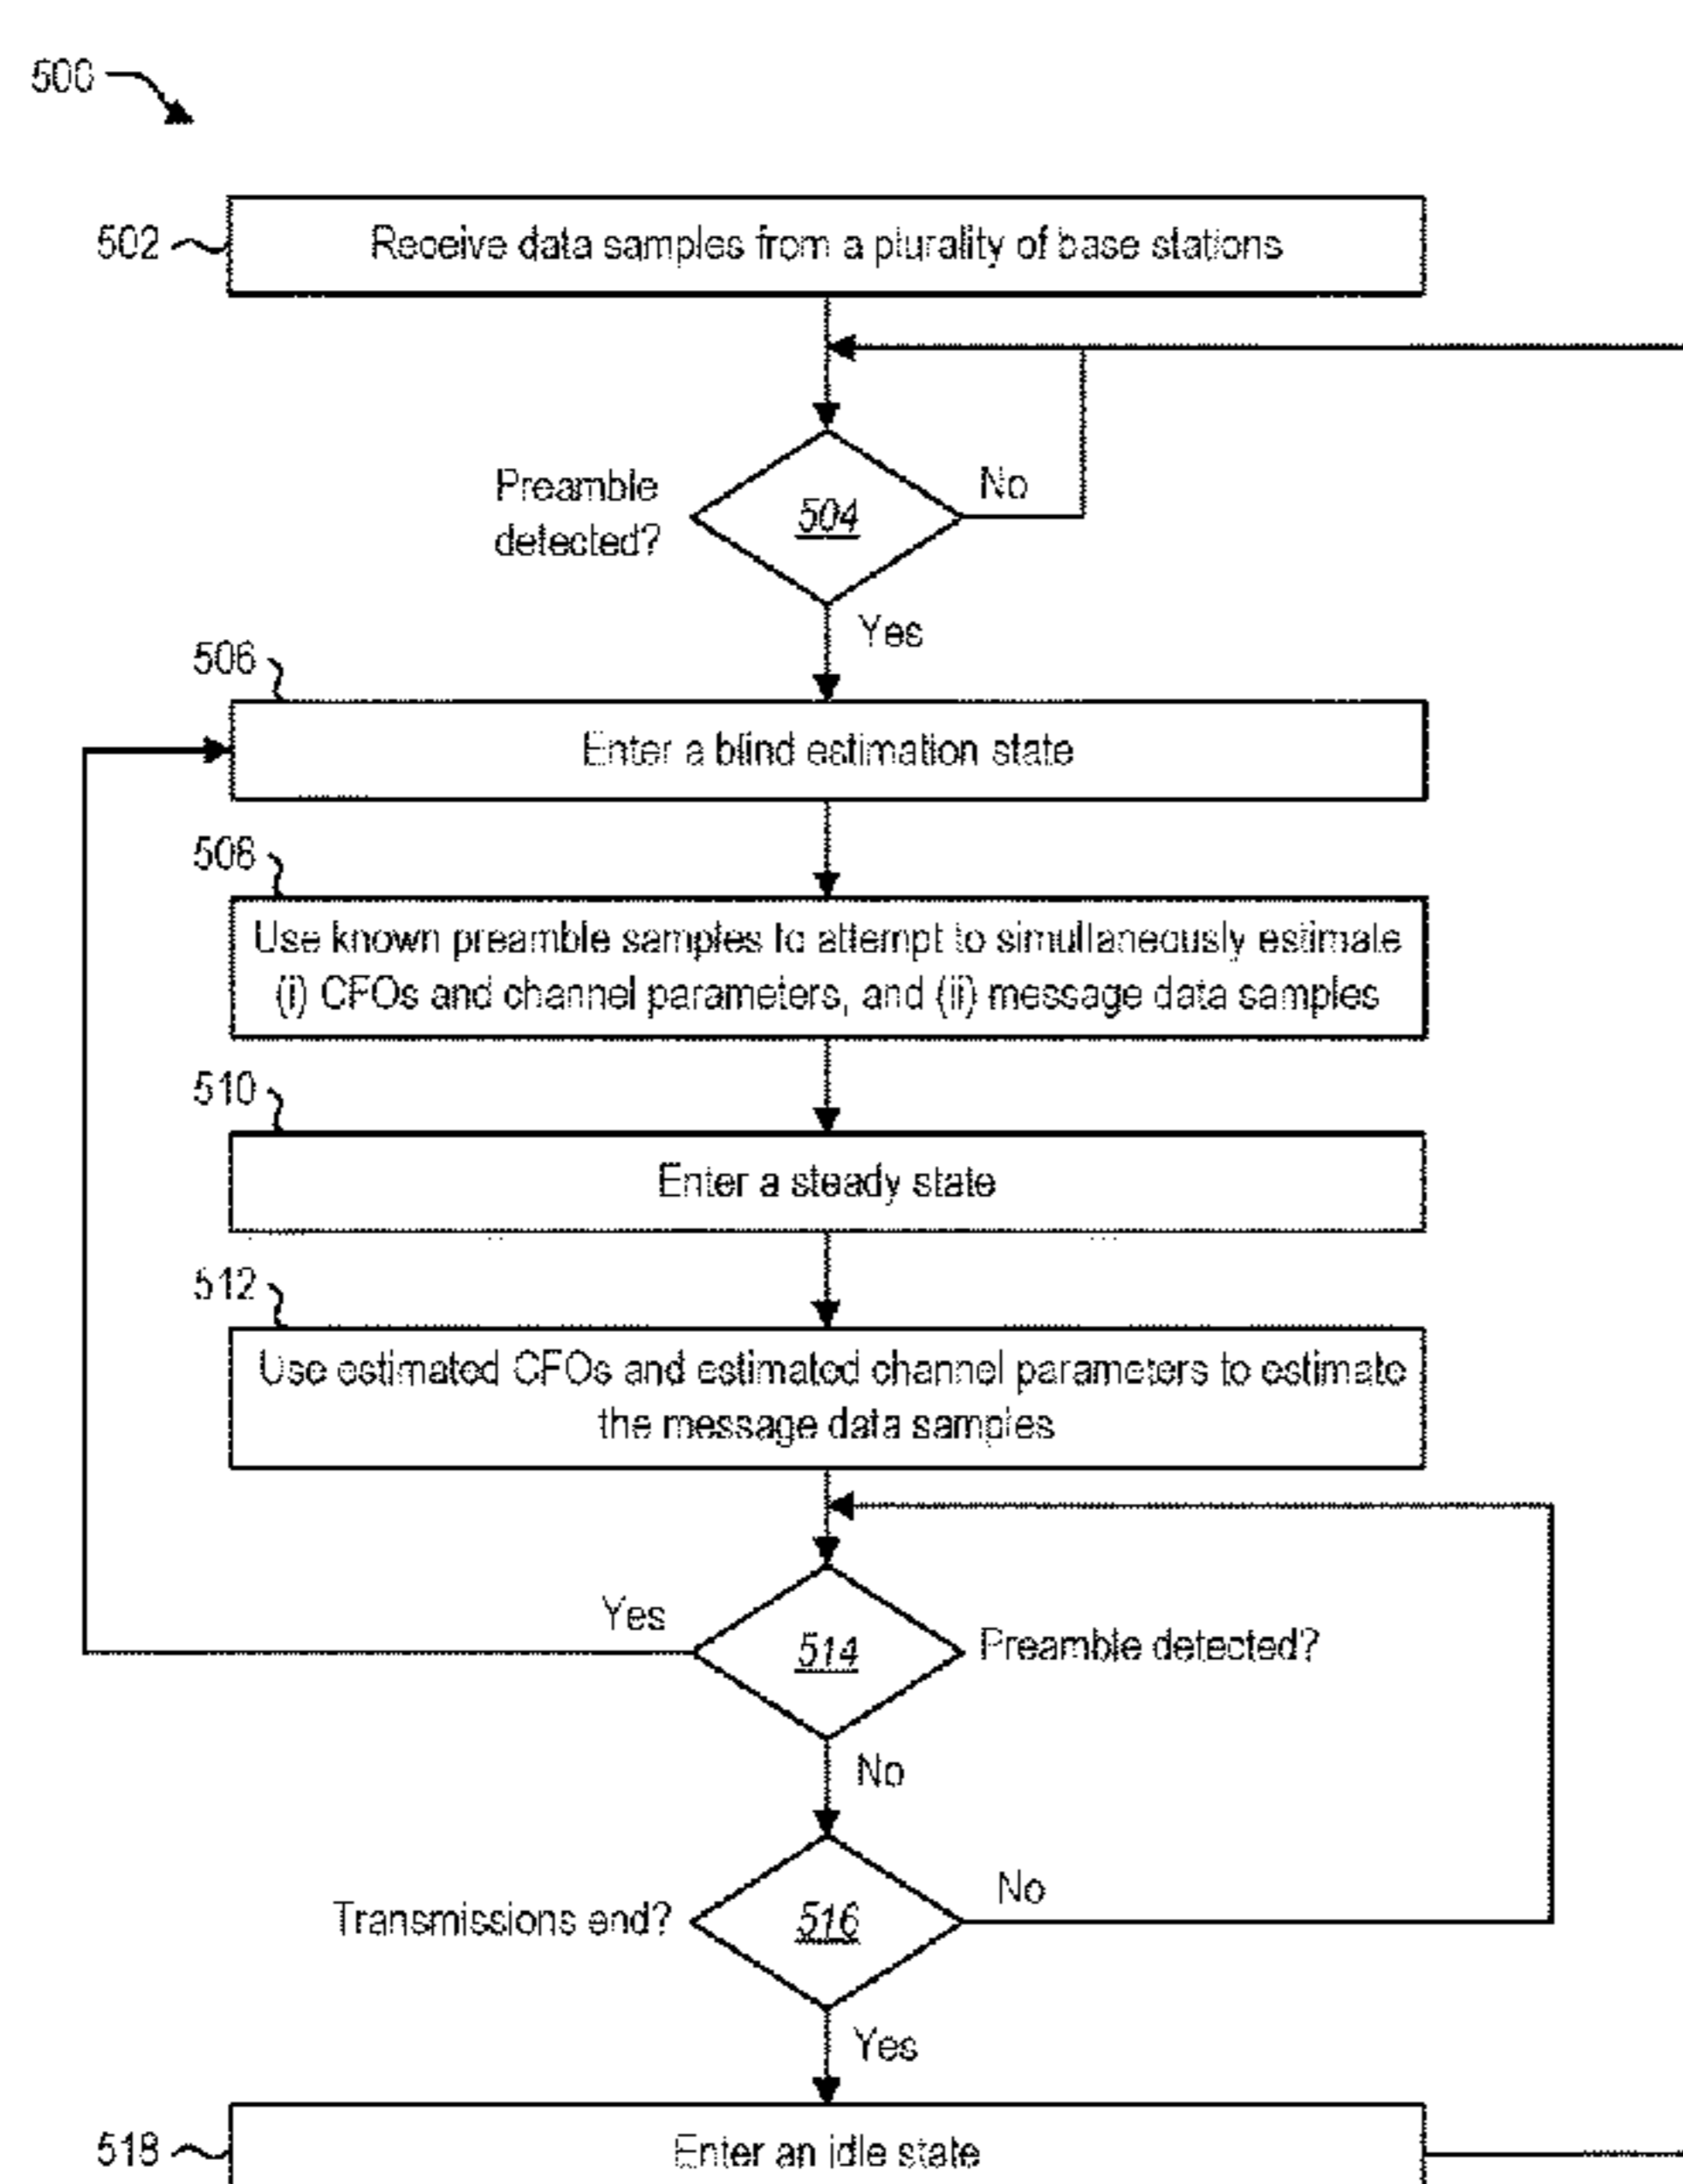 500
502
Receive data samples from a plurality of base stations
Preamble
detected?
504
No
Yes
506
Enter a blind estimation state
508
Use known preamble samples to attempt to simultaneously estimate
(i) CFOs and channel parameters, and (ii) message data samples
510
Enter a steady state
512
Use estimated CFOs and estimated channel parameters to estimate
the message data samples
Yes
514
Preamble detected?
No
Transmissions end?
516
No
Yes
518
Enter an idle state